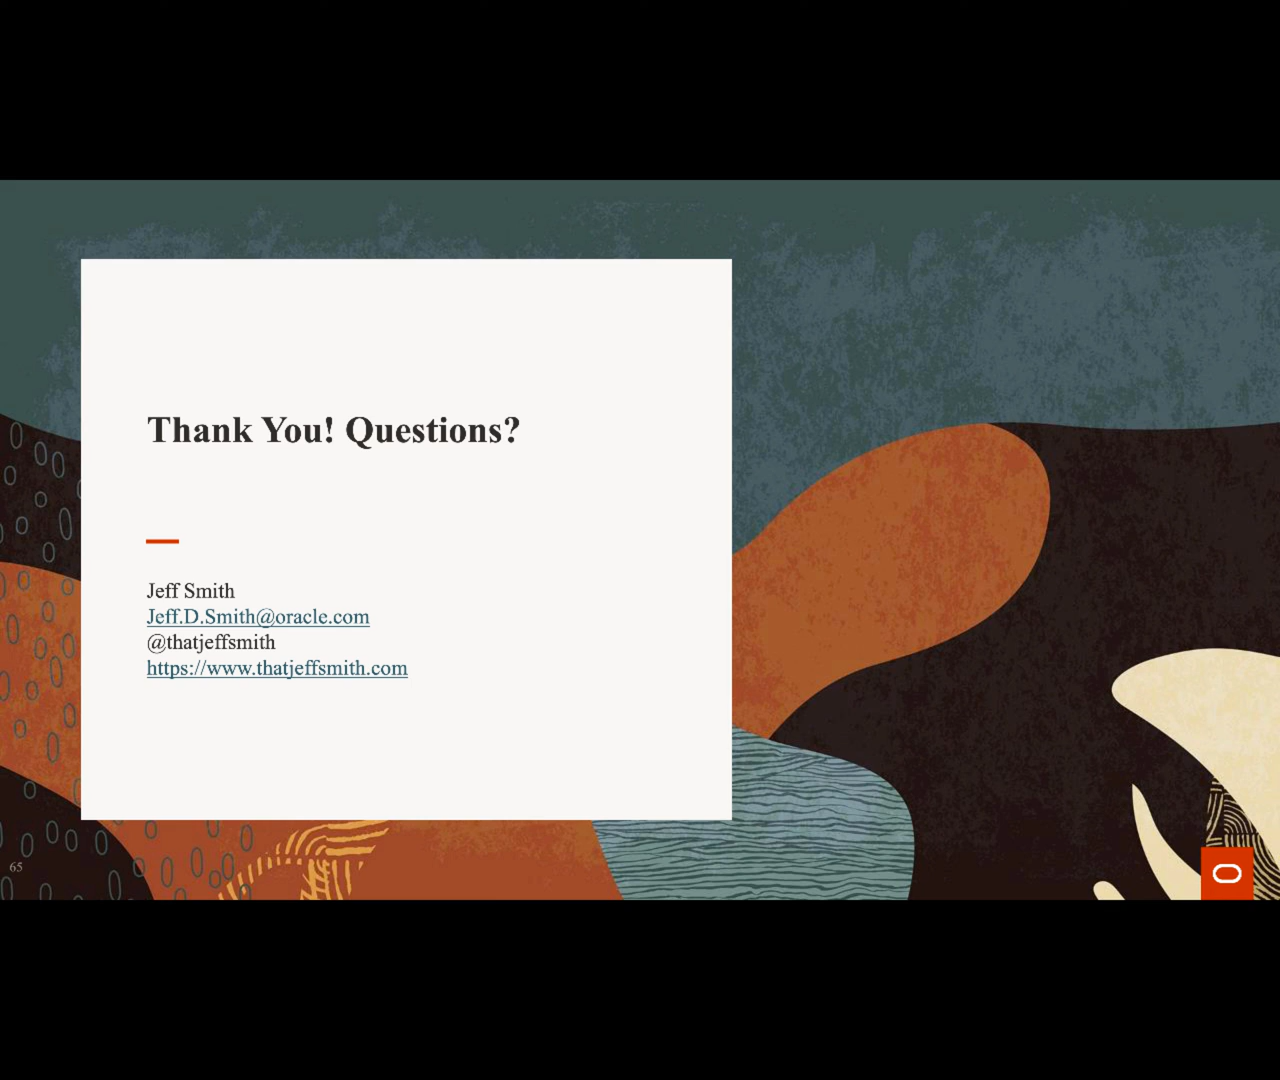 Thank You! Questions?
Jeff Smith
Jeff.D.Smith@oracle.com
@thatjeffsmith
https://www.thatjeffsmith.com
65